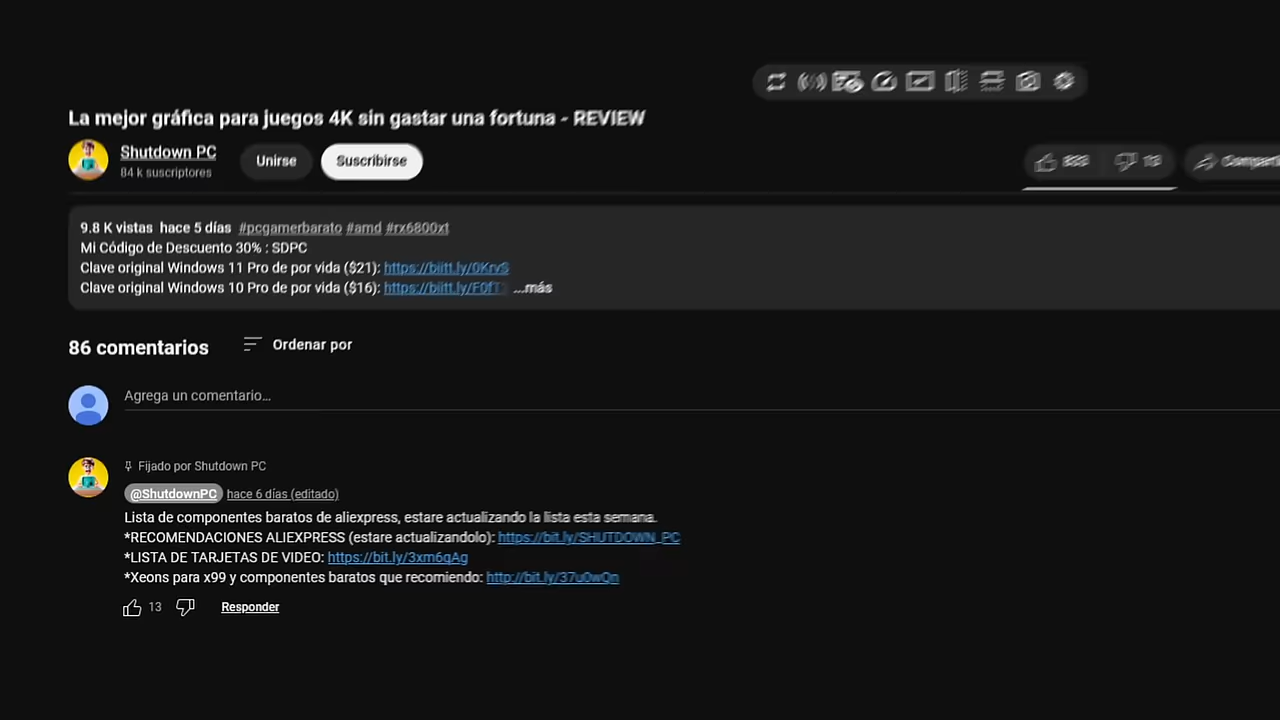 La mejor gráfica para juegos 4K sin gastar una fortuna - REVIEW
Shutdown PC
84 k suscriptores
Unirse
Suscribirse
9.8 K vistas hace 5 días #pcgamerbarato #amd #rx6800xt
Mi Código de Descuento 30% : SDPC
Clave original Windows 11 Pro de por vida ($21): https://biitt.ly/0KrvS
Clave original Windows 10 Pro de por vida ($16): ...más
86 comentarios
Ordenar por
Agrega un comentario...
Fijado por Shutdown PC
@ShutdownPC hace 6 días (editado)
Lista de componentes baratos de aliexpress, estare actualizando la lista esta semana.
*RECOMENDACIONES ALIEXPRESS (estare actualizandolo): https://bit.ly/SHUTDOWN_PC
*LISTA DE TARJETAS DE VIDEO: https://bit.ly/3xm6qAg
*Xeons para x99 y componentes baratos que recomiendo: http://bit.ly/37u0wQn
13
Responder